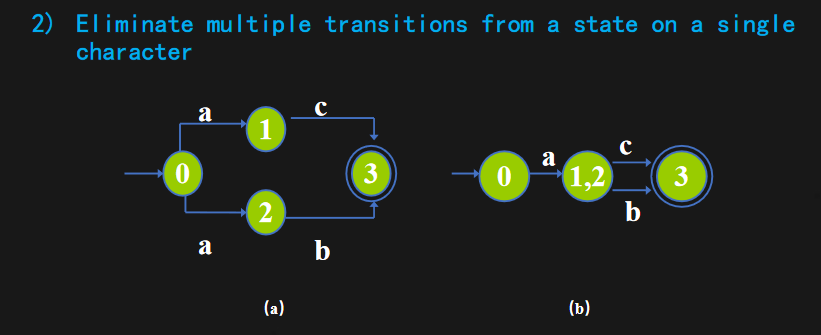 2) Eliminate multiple transitions from a state on a single
character
a
c
1
0
3
2
a
b
(a)
a
c
0
1,2
3
b
(b)